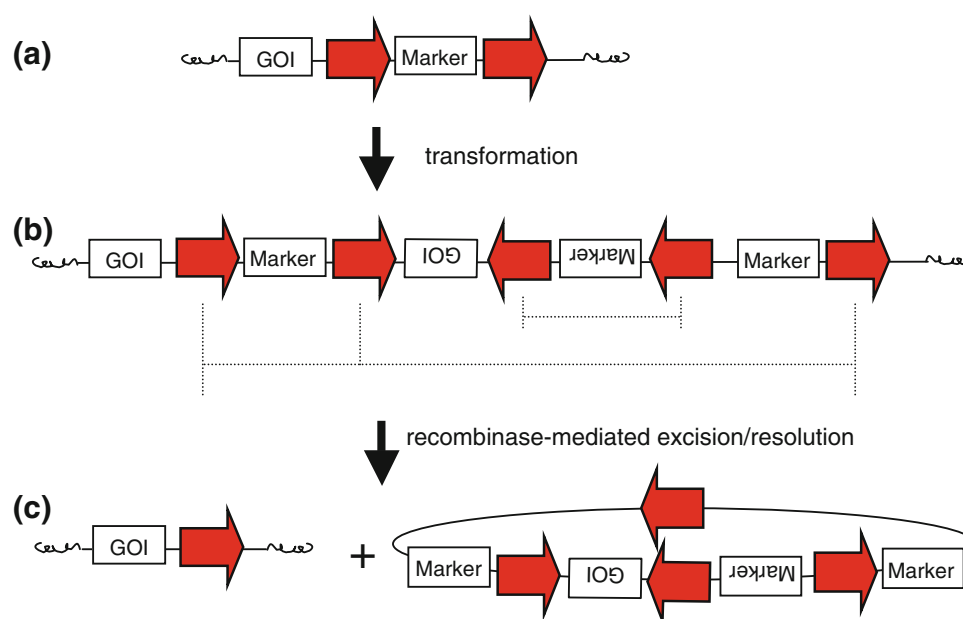 (a) GOI Marker
transformation
(b) GOI Marker GOI Marker Marker
recombinase-mediated excision/resolution
(c) GOI + Marker GOI Marker Marker